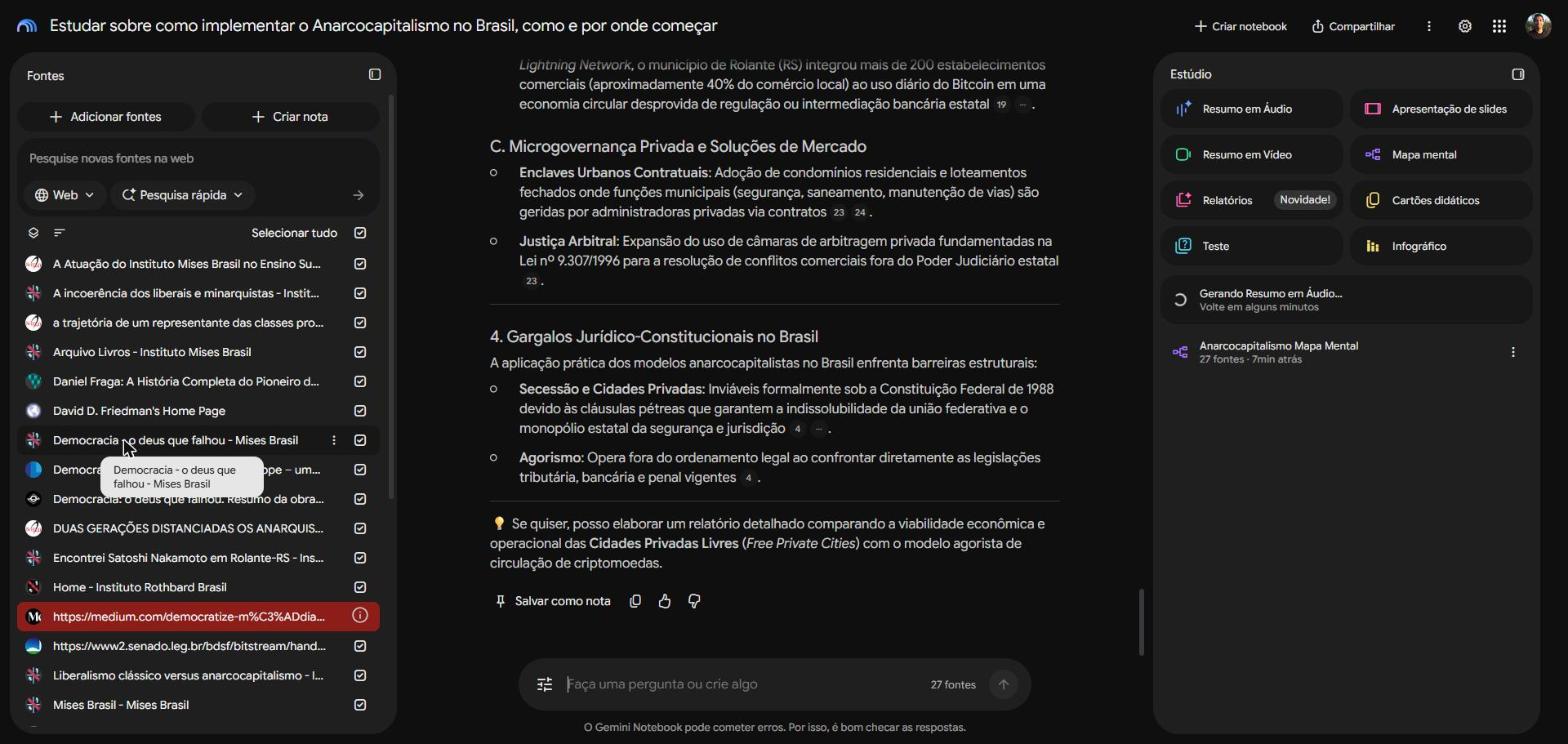 Estudar sobre como implementar o Anarcocapitalismo no Brasil, como e por onde começar
Criar notebook
Compartilhar
Fontes
Adicionar fontes
Criar nota
Pesquise novas fontes na web
Web
Pesquisa rápida
Selecionar tudo
A Atuação do Instituto Mises Brasil no Ensino Su...
A incoerência dos liberais e minarquistas - Instit...
a trajetória de um representante das classes pro...
Arquivo Livros - Instituto Mises Brasil
Daniel Fraga: A História Completa do Pioneiro d...
David D. Friedman's Home Page
Democracia - o deus que falhou - Mises Brasil
Democra
ope – um...
Democracia - o deus que
falhou - Mises Brasil
Democracia: o deus que falhou. Resumo da obra...
DUAS GERAÇÕES DISTANCIADAS OS ANARQUIS...
Encontrei Satoshi Nakamoto em Rolante-RS - Ins...
Home - Instituto Rothbard Brasil
https://medium.com/democratize-m%C3%ADdia...
https://www2.senado.leg.br/bdsf/bitstream/hand...
Liberalismo clássico versus anarcocapitalismo - I...
Mises Brasil - Mises Brasil
Lightning Network, o município de Rolante (RS) integrou mais de 200 estabelecimentos
comerciais (aproximadamente 40% do comércio local) ao uso diário do Bitcoin em uma
economia circular desprovida de regulação ou intermediação bancária estatal 19 ... .
C. Microgovernança Privada e Soluções de Mercado
Enclaves Urbanos Contratuais: Adoção de condomínios residenciais e loteamentos
fechados onde funções municipais (segurança, saneamento, manutenção de vias) são
geridas por administradoras privadas via contratos 23 24 .
Justiça Arbitral: Expansão do uso de câmaras de arbitragem privada fundamentadas na
Lei nº 9.307/1996 para a resolução de conflitos comerciais fora do Poder Judiciário estatal
23 .
4. Gargalos Jurídico-Constitucionais no Brasil
A aplicação prática dos modelos anarcocapitalistas no Brasil enfrenta barreiras estruturais:
Secessão e Cidades Privadas: Inviáveis formalmente sob a Constituição Federal de 1988
devido às cláusulas pétreas que garantem a indissolubilidade da união federativa e o
monopólio estatal da segurança e jurisdição 4 ... .
Agorismo: Opera fora do ordenamento legal ao confrontar diretamente as legislações
tributária, bancária e penal vigentes 4 .
Se quiser, posso elaborar um relatório detalhado comparando a viabilidade econômica e
operacional das Cidades Privadas Livres (Free Private Cities) com o modelo agorista de
circulação de criptomoedas.
Salvar como nota
Faça uma pergunta ou crie algo
27 fontes
O Gemini Notebook pode cometer erros. Por isso, é bom checar as respostas.
Estúdio
Resumo em Áudio
Apresentação de slides
Resumo em Vídeo
Mapa mental
Relatórios
Novidade!
Cartões didáticos
Teste
Infográfico
Gerando Resumo em Áudio...
Volte em alguns minutos
Anarcocapitalismo Mapa Mental
27 fontes · 7min atrás